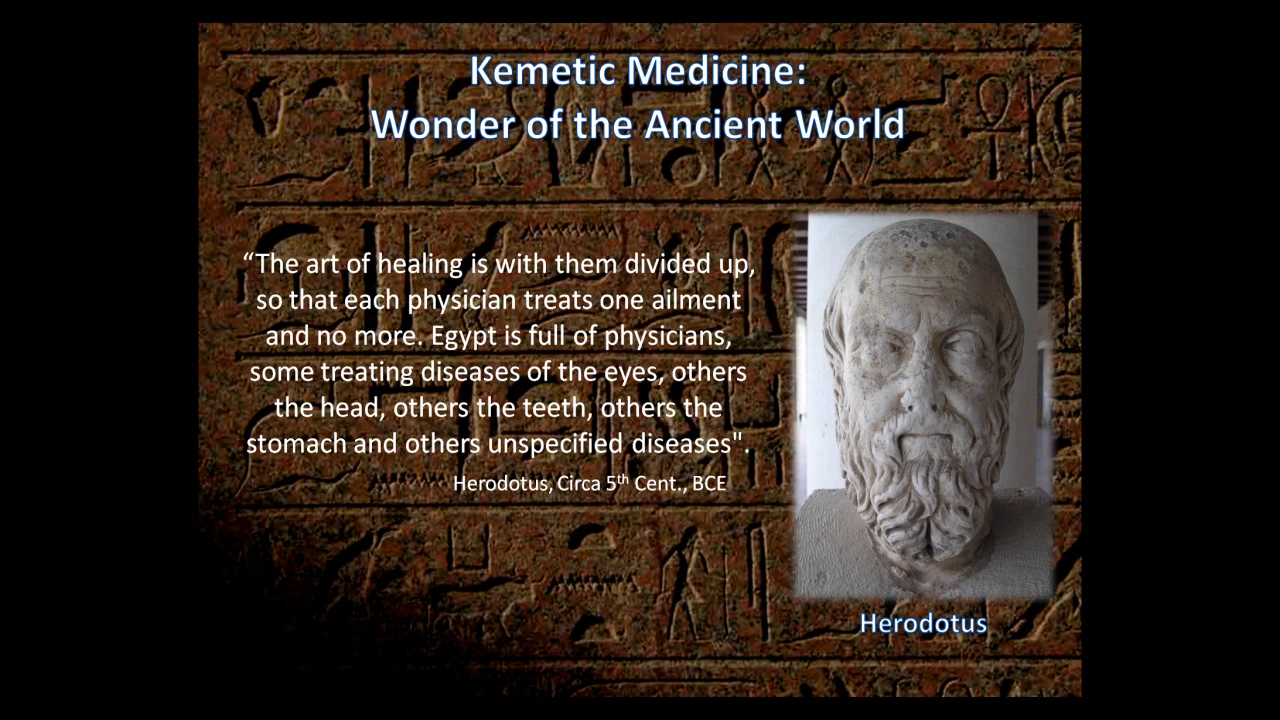 Kemetic Medicine:
Wonder of the Ancient World
“The art of healing is with them divided up,
so that each physician treats one ailment
and no more. Egypt is full of physicians,
some treating diseases of the eyes, others
the head, others the teeth, others the
stomach and others unspecified diseases".
Herodotus, Circa 5th Cent., BCE
Herodotus